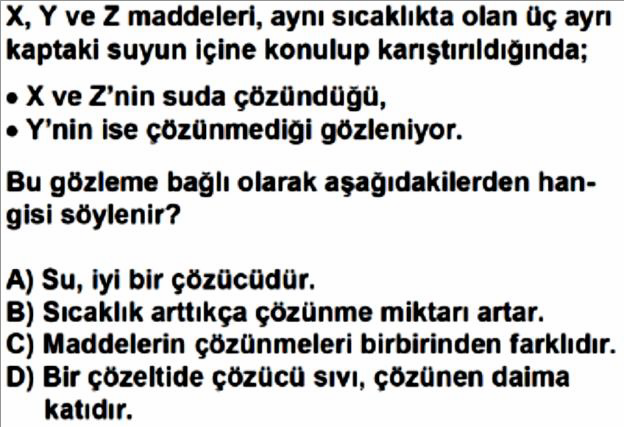 X, Y ve Z maddeleri, aynı sıcaklıkta olan üç ayrı
kaptaki suyun içine konulup karıştırıldığında;
• X ve Z'nin suda çözündüğü,
• Y'nin ise çözünmediği gözleniyor.
Bu gözleme bağlı olarak aşağıdakilerden han-
gisi söylenir?
A) Su, iyi bir çözücüdür.
B) Sıcaklık arttıkça çözünme miktarı artar.
C) Maddelerin çözünmeleri birbirinden farklıdır.
D) Bir çözeltide çözücü sıvı, çözünen daima
katıdır.